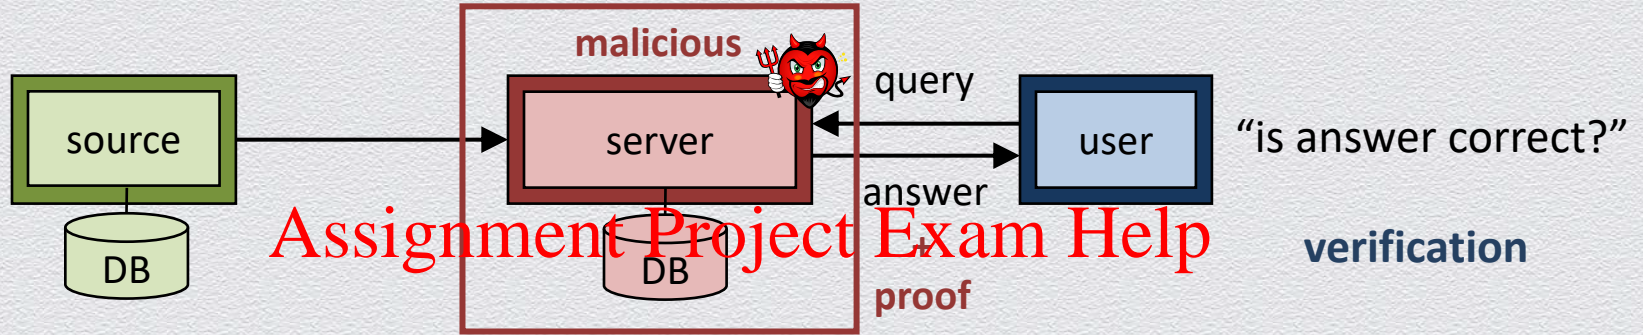 malicious
source
server
query
answer
+
proof
user
“is answer correct?”
DB
DB
verification
Assignment Project Exam Help